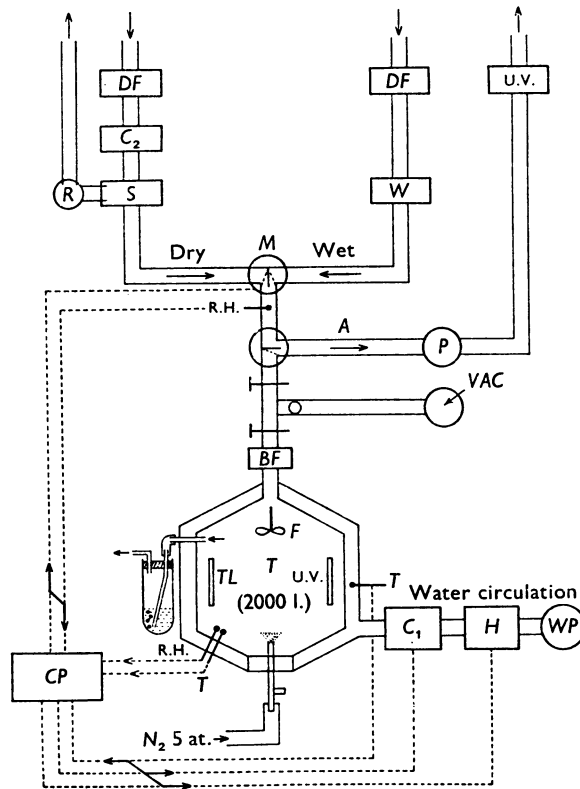 DF
DF
U.V.
C₂
R
S
W
Dry
M
Wet
R.H.
A
P
VAC
BF
F
TL
T
U.V.
(2000 l.)
T
Water circulation
C₁
H
WP
R.H.
T
CP
N₂ 5 at.